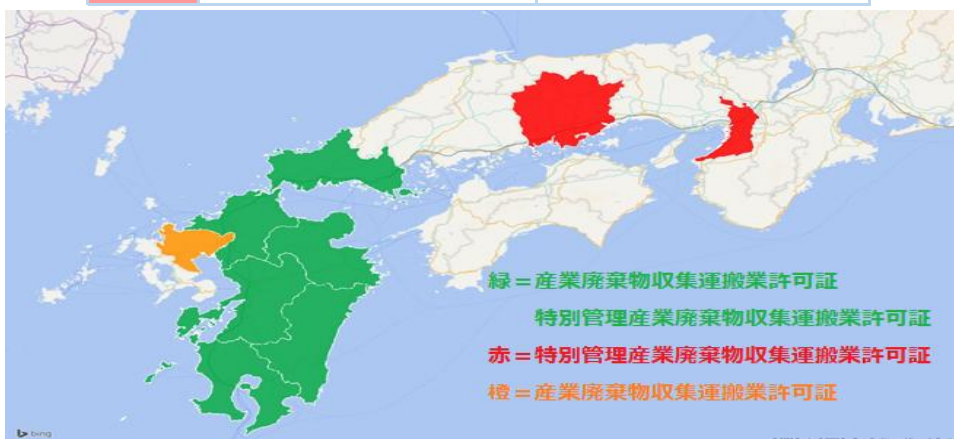 緑=産業廃棄物収集運搬業許可証
特別管理産業廃棄物収集運搬業許可証
赤=特別管理産業廃棄物収集運搬業許可証
橙=産業廃棄物収集運搬業許可証
bing